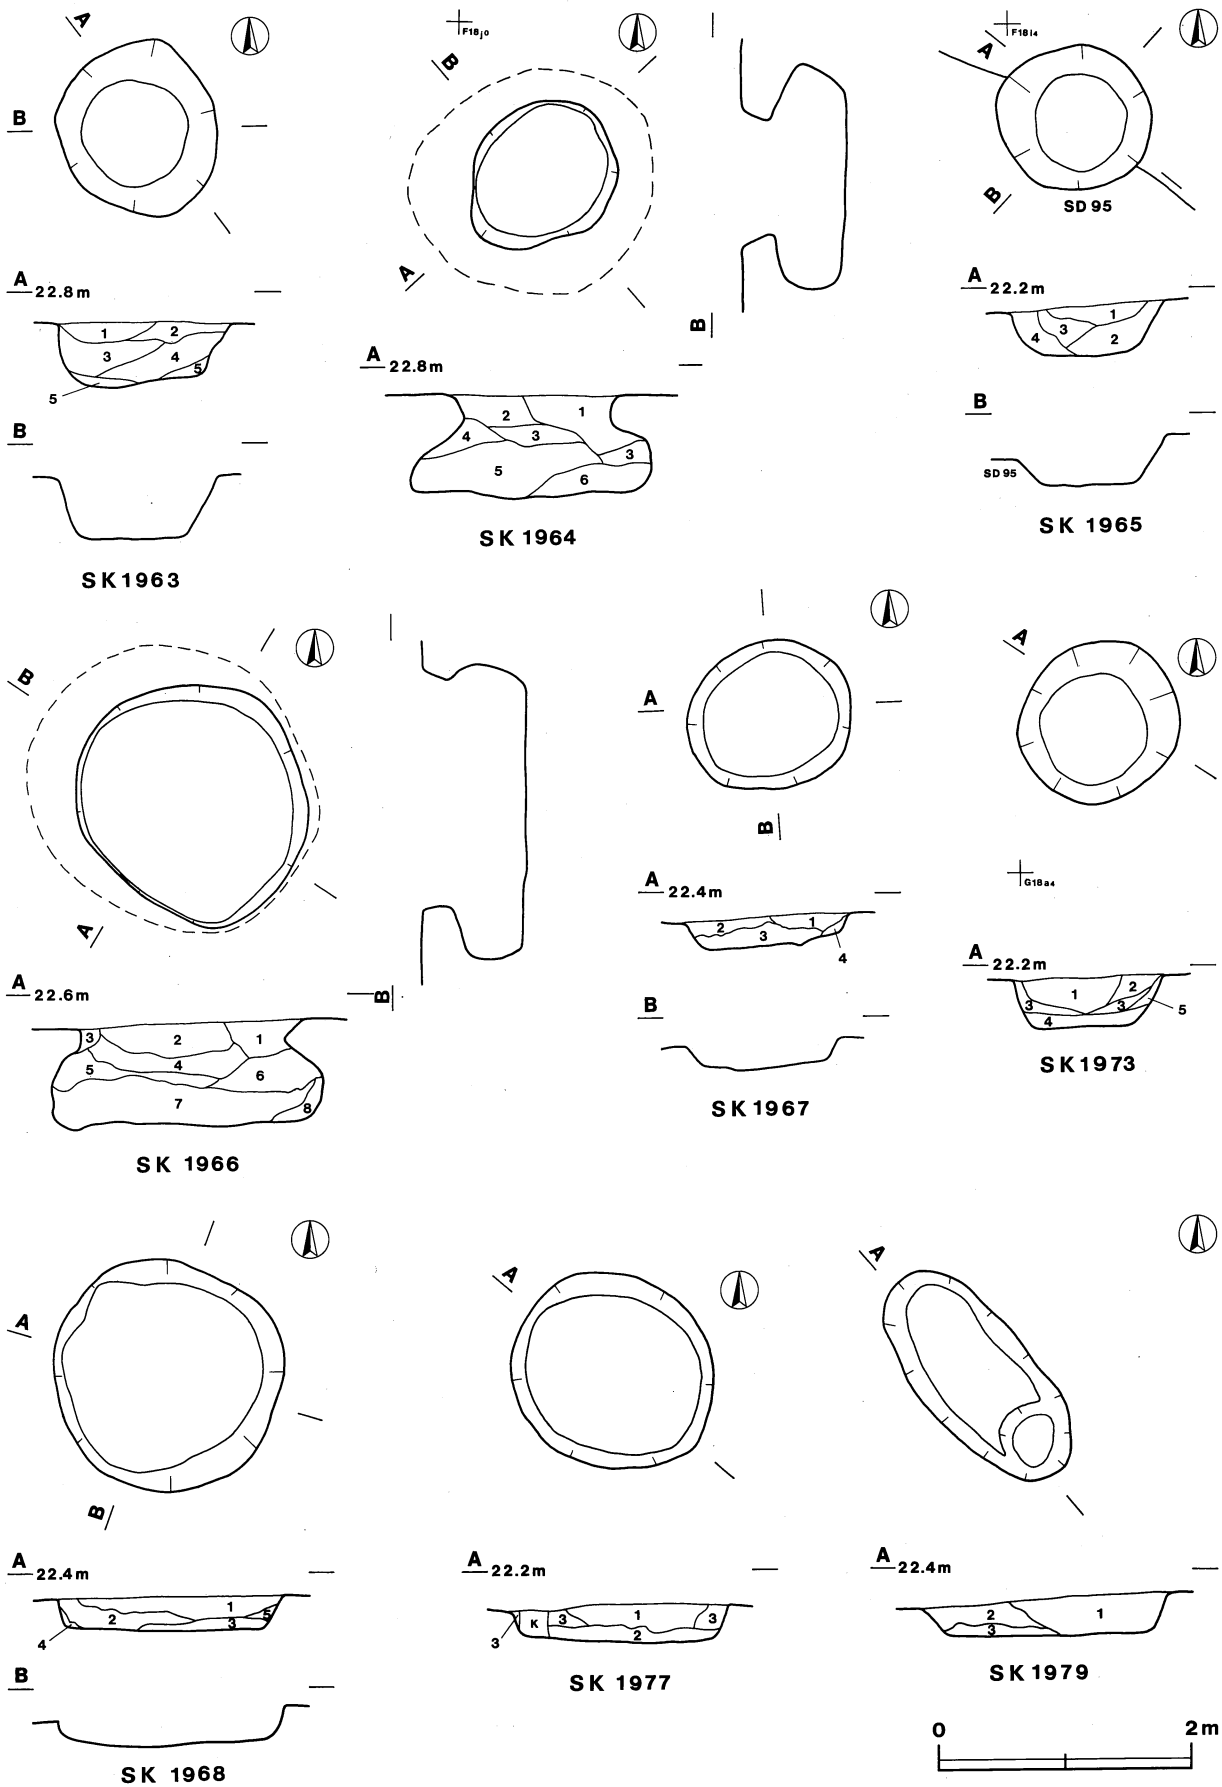 A
B
A 22.8m
1 2
3 4
5
5
B
SK1963
F18j0
B
A
B
A 22.8m
2 1
4 3
3
5
6
SK 1964
F18i4
A
B
SD 95
A 22.2m
1
3
4 2
B
SD 95
SK 1965
B
A
B
A 22.6m
3 2 1
4
5 6
7
8
SK 1966
A
B
A 22.4m
2 1
3
4
B
SK 1967
A
G18a4
A 22.2m
1 2
3 3 5
4
SK1973
A
B
A 22.4m
1
2 3 5
4
B
SK 1968
A
A 22.2m
K 3 1 3
2
3
SK 1977
A
A 22.4m
2 1
3
SK 1979
0 2m